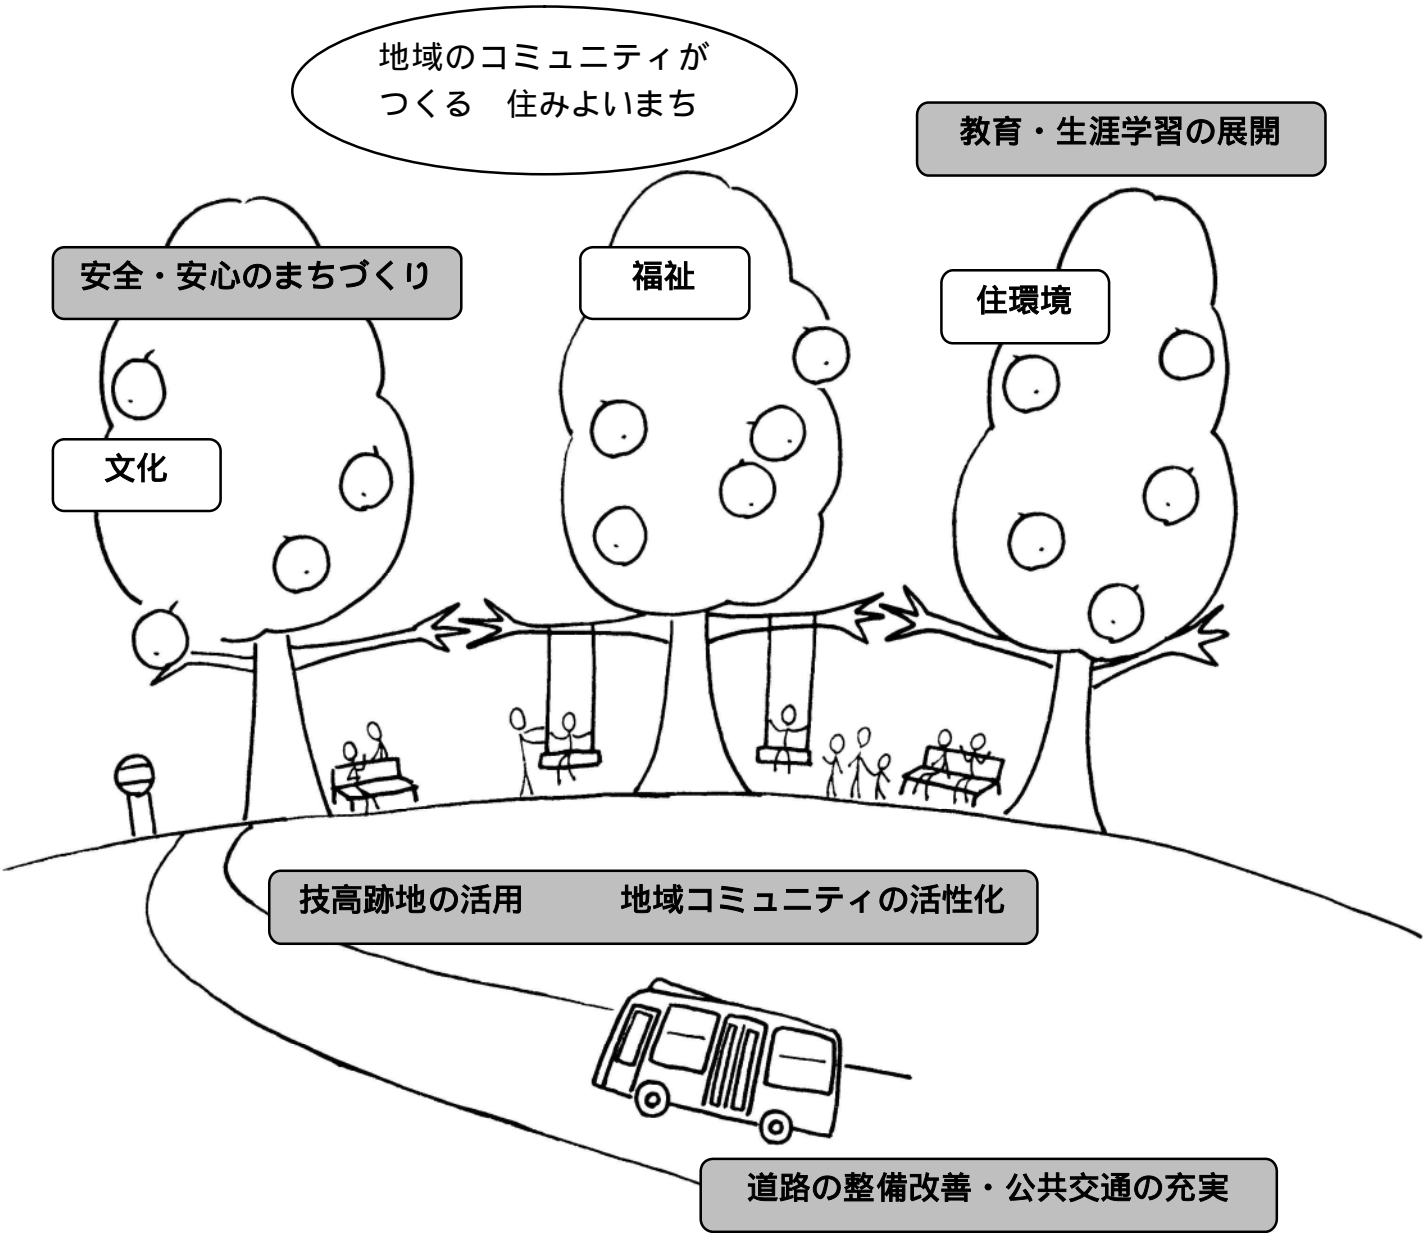 地域のコミュニティが
つくる　住みよいまち
教育・生涯学習の展開
安全・安心のまちづくり
福祉
住環境
文化
技高跡地の活用　　　地域コミュニティの活性化
道路の整備改善・公共交通の充実